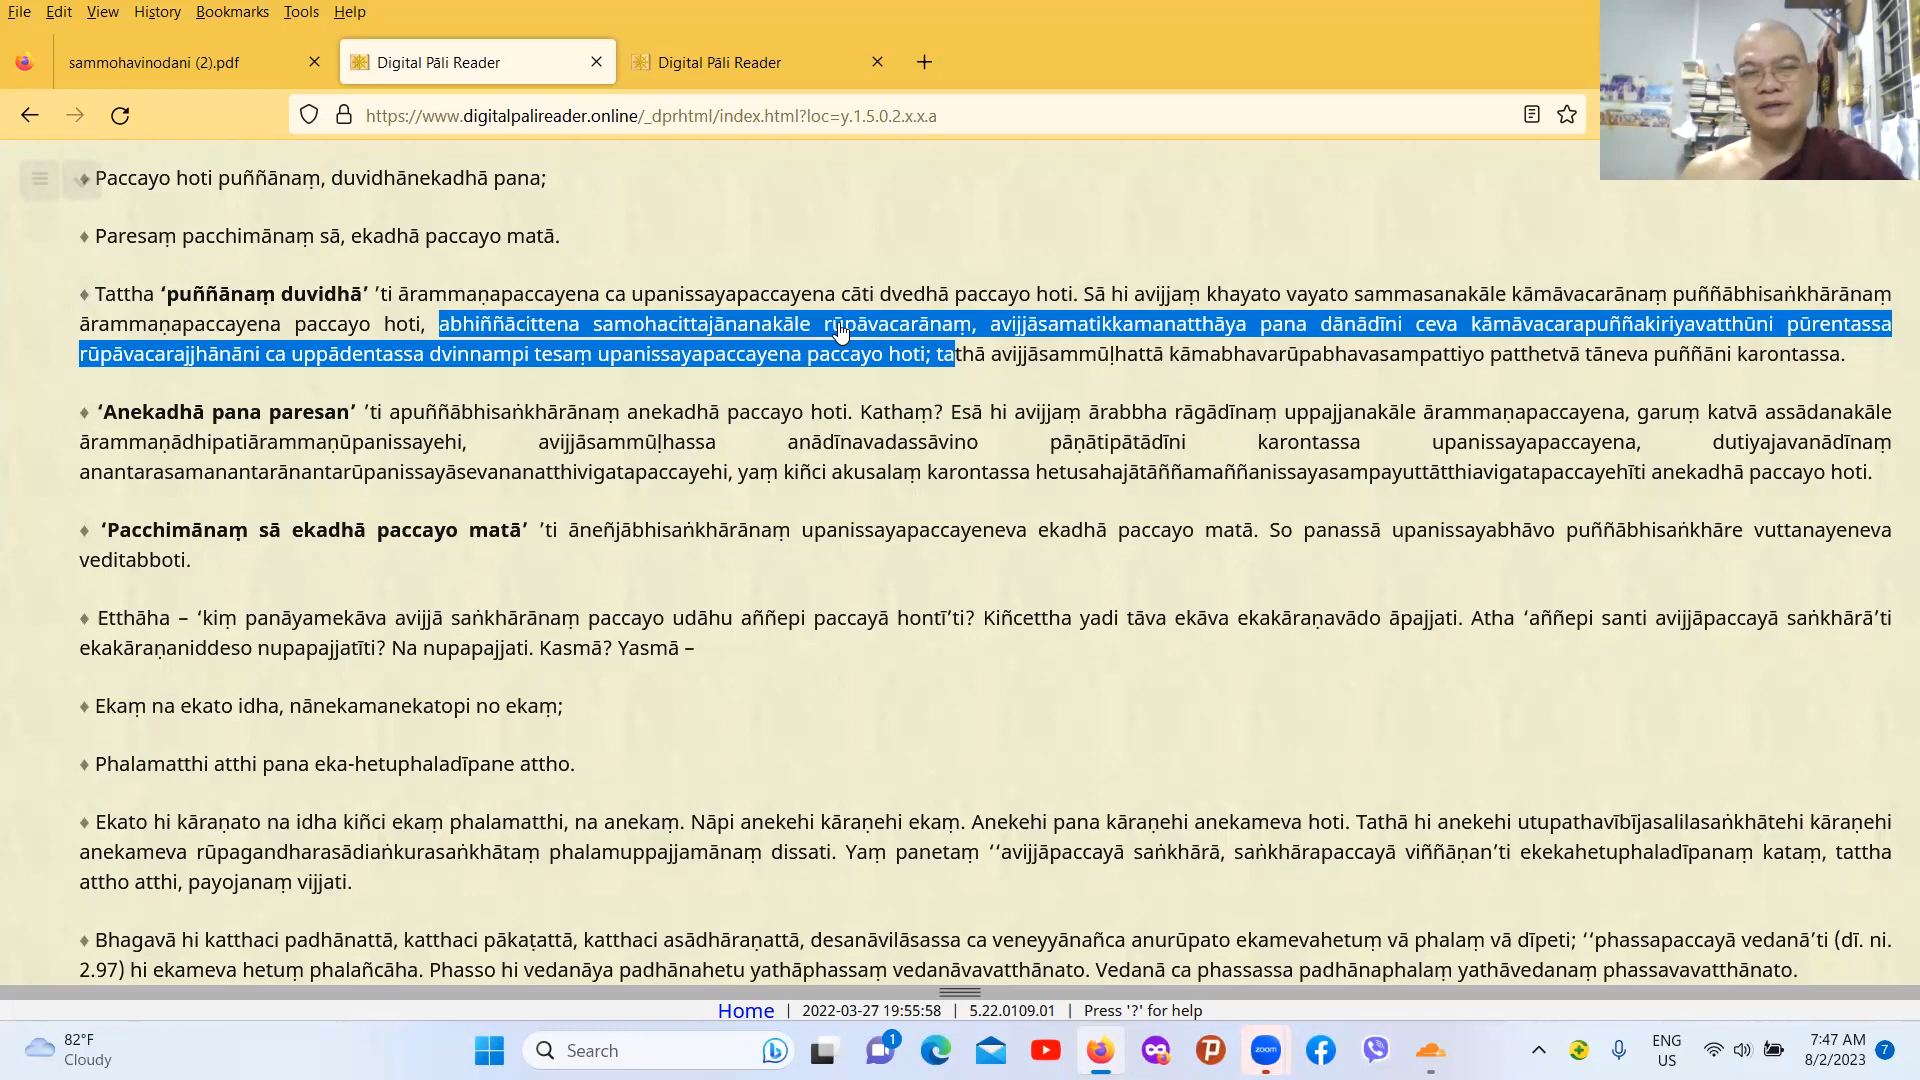 File Edit View History Bookmarks Tools Help
sammohavinodani (2).pdf
Digital Pāli Reader
Digital Pāli Reader
https://www.digitalpalireader.online/_dprhtml/index.html?loc=y.1.5.0.2.x.x.a
♦ Paccayo hoti puññānaṃ, duvidhānekadhā pana;
♦ Paresaṃ pacchimānaṃ sā, ekadhā paccayo matā.
♦ Tattha ‘puññānaṃ duvidhā’ ’ti ārammaṇapaccayena ca upanissayapaccayena cāti dvedhā paccayo hoti. Sā hi avijjaṃ khayato vayato sammasanakāle kāmāvacarānaṃ puññābhisaṅkhārānaṃ
ārammaṇapaccayena paccayo hoti, abhiññācittena samohacittajānanakāle rūpāvacarānaṃ, avijjāsamatikkamanatthāya pana dānādīni ceva kāmāvacarapuññakiriyavatthūni pūrentassa
rūpāvacarajjhānāni ca uppādentassa dvinnampi tesaṃ upanissayapaccayena paccayo hoti; tathā avijjāsammūḷhattā kāmabhavarūpabhavasampattiyo patthetvā tāneva puññāni karontassa.
♦ ‘Anekadhā pana paresan’ ’ti apuññābhisaṅkhārānaṃ anekadhā paccayo hoti. Kathaṃ? Esā hi avijjaṃ ārabbha rāgādīnaṃ uppajjanakāle ārammaṇapaccayena, garuṃ katvā assādanakāle
ārammaṇādhipatiārammaṇūpanissayehi, avijjāsammūḷhassa anādīnavadassāvino pāṇātipātādīni karontassa upanissayapaccayena, dutiyajavanādīnaṃ
anantarasamanantarānantarūpanissayāsevananatthivigatapaccayehi, yaṃ kiñci akusalaṃ karontassa hetusahajātāññamaññanissayasampayuttātthiavigatapaccayehīti anekadhā paccayo hoti.
♦ ‘Pacchimānaṃ sā ekadhā paccayo matā’ ’ti āneñjābhisaṅkhārānaṃ upanissayapaccayeneva ekadhā paccayo matā. So panassā upanissayabhāvo puññābhisaṅkhāre vuttanayeneva
veditabboti.
♦ Etthāha – ‘kiṃ panāyamekāva avijjā saṅkhārānaṃ paccayo udāhu aññepi paccayā hontī’ti? Kiñcettha yadi tāva ekāva ekakāraṇavādo āpajjati. Atha ‘aññepi santi avijjāpaccayā saṅkhārā’ti
ekakāraṇaniddeso nupapajjatīti? Na nupapajjati. Kasmā? Yasmā –
♦ Ekaṃ na ekato idha, nānekamanekatopi no ekaṃ;
♦ Phalamatthi atthi pana eka-hetuphaladīpane attho.
♦ Ekato hi kāraṇato na idha kiñci ekaṃ phalamatthi, na anekaṃ. Nāpi anekehi kāraṇehi ekaṃ. Anekehi pana kāraṇehi anekameva hoti. Tathā hi anekehi utupathavībījasalilasaṅkhātehi kāraṇehi
anekameva rūpagandharasādiaṅkurasaṅkhātaṃ phalamuppajjamānaṃ dissati. Yaṃ panetaṃ ‘‘avijjāpaccayā saṅkhārā, saṅkhārapaccayā viññāṇan’ti ekekahetuphaladīpanaṃ kataṃ, tattha
attho atthi, payojanaṃ vijjati.
♦ Bhagavā hi katthaci padhānattā, katthaci pākaṭattā, katthaci asādhāraṇattā, desanāvilāsassa ca veneyyānañca anurūpato ekamevahetuṃ vā phalaṃ vā dīpeti; ‘‘phassapaccayā vedanā’ti (dī. ni.
2.97) hi ekameva hetuṃ phalañcāha. Phasso hi vedanāya padhānahetu yathāphassaṃ vedanāvavatthānato. Vedanā ca phassassa padhānaphalaṃ yathāvedanaṃ phassavavatthānato.
Home | 2022-03-27 19:55:58 | 5.22.0109.01 | Press '?' for help
82°F
Cloudy
Search
1
zoom
ENG
US
7:47 AM
8/2/2023
7